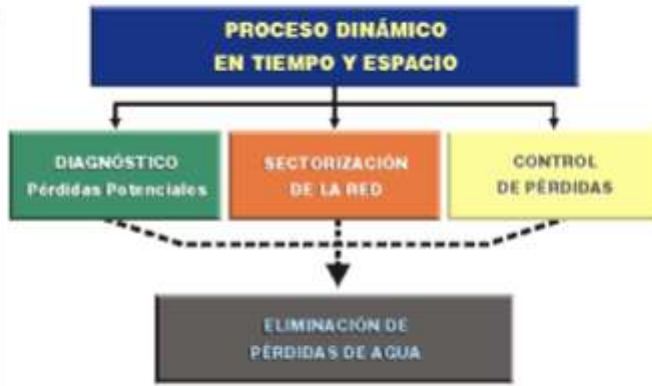 PROCESO DINÁMICO
EN TIEMPO Y ESPACIO
DIAGNÓSTICO
Pérdidas Potenciales
SECTORIZACIÓN
DE LA RED
CONTROL
DE PÉRDIDAS
ELIMINACIÓN DE
PÉRDIDAS DE AGUA